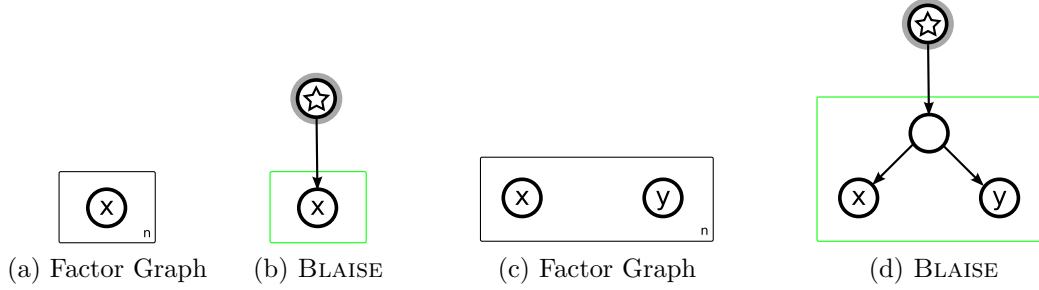 x
n
x
x
y
n
x
y
(a) Factor Graph
(b) BLAISE
(c) Factor Graph
(d) BLAISE